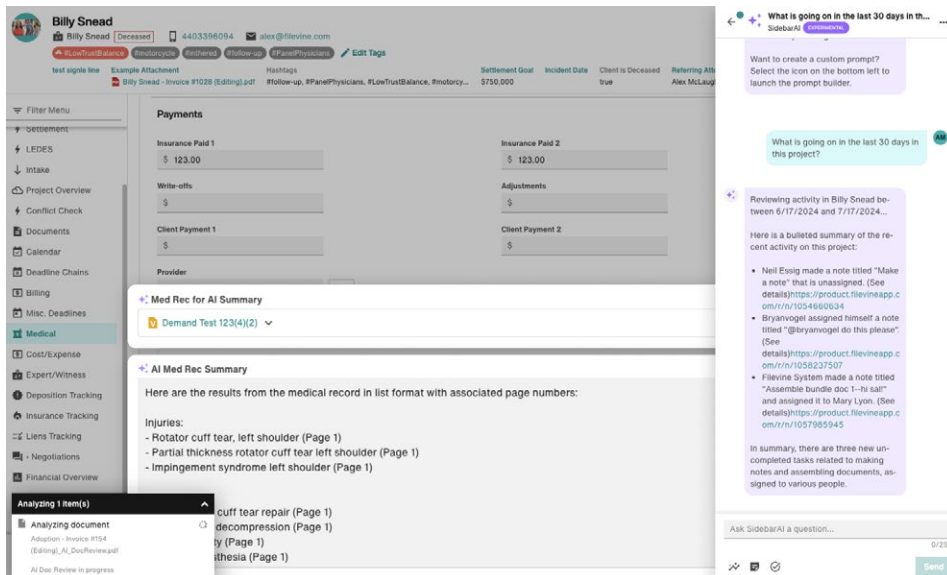 Billy Snead
Billy Snead Deceased 4403396094 alex@filevine.com
#LowTrustBalance #motorcycle #inthered #follow-up #PanelPhysicians Edit Tags
test signle line Example Attachment Hashtags Settlement Goal Incident Date Client is Deceased
Billy Snead - Invoice #1028 (Editing).pdf #follow-up, #PanelPhysicians, #LowTrustBalance, #motorcy... $750,000 true Alex
Filter Menu
Settlement
LEDES
Intake
Project Overview
Conflict Check
Documents
Calendar
Deadline Chains
Billing
Misc. Deadlines
Medical
Cost/Expense
Expert/Witness
Deposition Tracking
Insurance Tracking
Liens Tracking
- Negotiations
Financial Overview
Payments
Insurance Paid 1 Insurance Paid 2
$ 123.00 $ 123.00
Write-offs Adjustments
$ $
Client Payment 1 Client Payment 2
$ $
Provider
Med Rec for AI Summary
Demand Test 123(4)(2)
AI Med Rec Summary
Here are the results from the medical record in list format with associated page numbers:
Injuries:
- Rotator cuff tear, left shoulder (Page 1)
- Partial thickness rotator cuff tear left shoulder (Page 1)
- Impingement syndrome left shoulder (Page 1)
cuff tear repair (Page 1)
decompression (Page 1)
(Page 1)
(Page 1)
Analyzing 1 item(s)
Analyzing document
Adoption - Invoice #154
(Editing)_AI_DocReview.pdf
AI Doc Review in progress
What is going on in the last 30 days in th...
SidebarAI EXPERIMENTAL
Want to create a custom prompt?
Select the icon on the bottom left to
launch the prompt builder.
What is going on in the last 30 days in
this project?
AM
Reviewing activity in Billy Snead be-
tween 6/17/2024 and 7/17/2024...
Here is a bulleted summary of the re-
cent activity on this project:
• Neil Essig made a note titled "Make
a note" that is unassigned. (See
details)https://product.filevineapp.c
om/r/n/1054660634
• Bryanvogel assigned himself a note
titled "@bryanvogel do this please".
(See
details)https://product.filevineapp.c
om/r/n/1058237507
• Filevine System made a note titled
"Assemble bundle doc 1--hi sal!"
and assigned it to Mary Lyon. (See
details)https://product.filevineapp.c
om/r/n/1057985945
In summary, there are three new un-
completed tasks related to making
notes and assembling documents, as-
signed to various people.
Ask SidebarAI a question...
Send